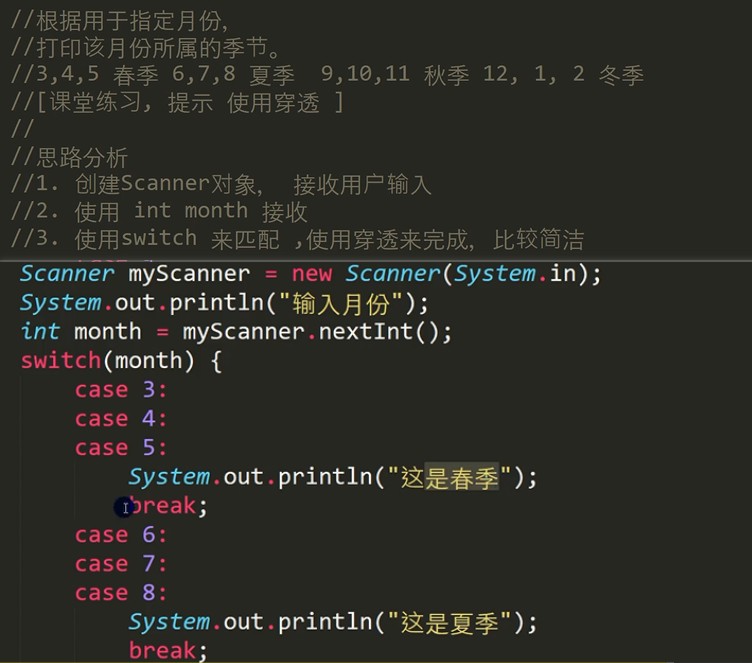 //根据用于指定月份,
//打印该月份所属的季节。
//3,4,5 春季 6,7,8 夏季  9,10,11 秋季 12, 1, 2 冬季
//[课堂练习, 提示 使用穿透 ]
//
//思路分析
//1. 创建Scanner对象, 接收用户输入
//2. 使用 int month 接收
//3. 使用switch 来匹配 ,使用穿透来完成, 比较简洁
Scanner myScanner = new Scanner(System.in);
System.out.println("输入月份");
int month = myScanner.nextInt();
switch(month) {
case 3:
case 4:
case 5:
System.out.println("这是春季");
break;
case 6:
case 7:
case 8:
System.out.println("这是夏季");
break;